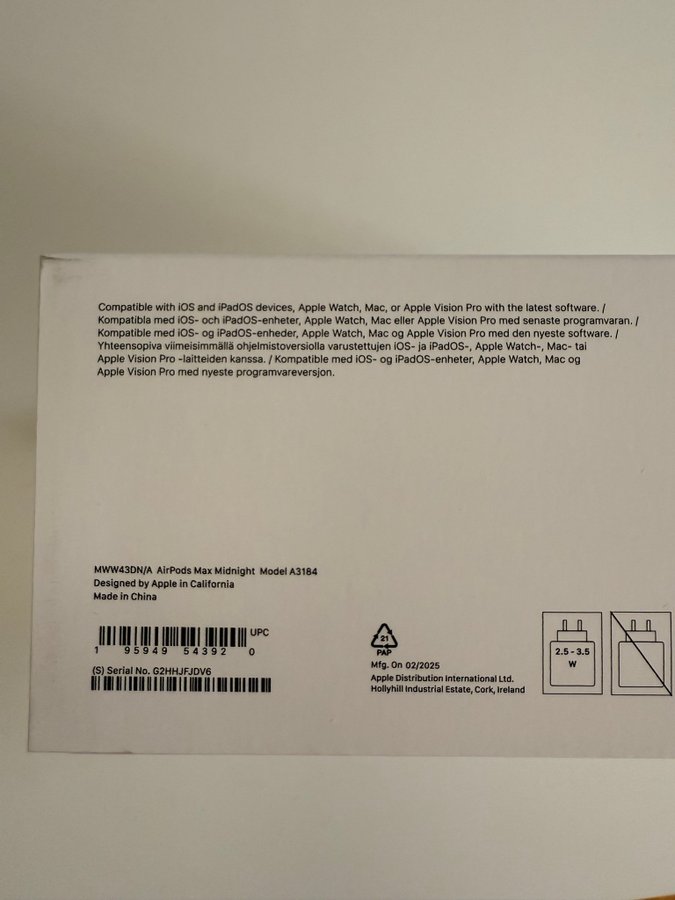 Compatible with iOS and iPadOS devices, Apple Watch, Mac, or Apple Vision Pro with the latest software. /
Kompatibla med iOS- och iPadOS-enheter, Apple Watch, Mac eller Apple Vision Pro med senaste programvaran. /
Kompatible med iOS- og iPadOS-enheder, Apple Watch, Mac og Apple Vision Pro med den nyeste software. /
Yhteensopiva viimeisimmällä ohjelmistoversiolla varustettujen iOS- ja iPadOS-, Apple Watch-, Mac- tai
Apple Vision Pro -laitteiden kanssa. / Kompatible med iOS- og iPadOS-enheter, Apple Watch, Mac og
Apple Vision Pro med nyeste programvareversjon.
MWW43DN/A AirPods Max Midnight Model A3184
Designed by Apple in California
Made in China
UPC
1 95949 54392 0
(S) Serial No. G2HHJFJDV6
21
PAP
Mfg. On 02/2025
Apple Distribution International Ltd.
Hollyhill Industrial Estate, Cork, Ireland
2.5 - 3.5
W